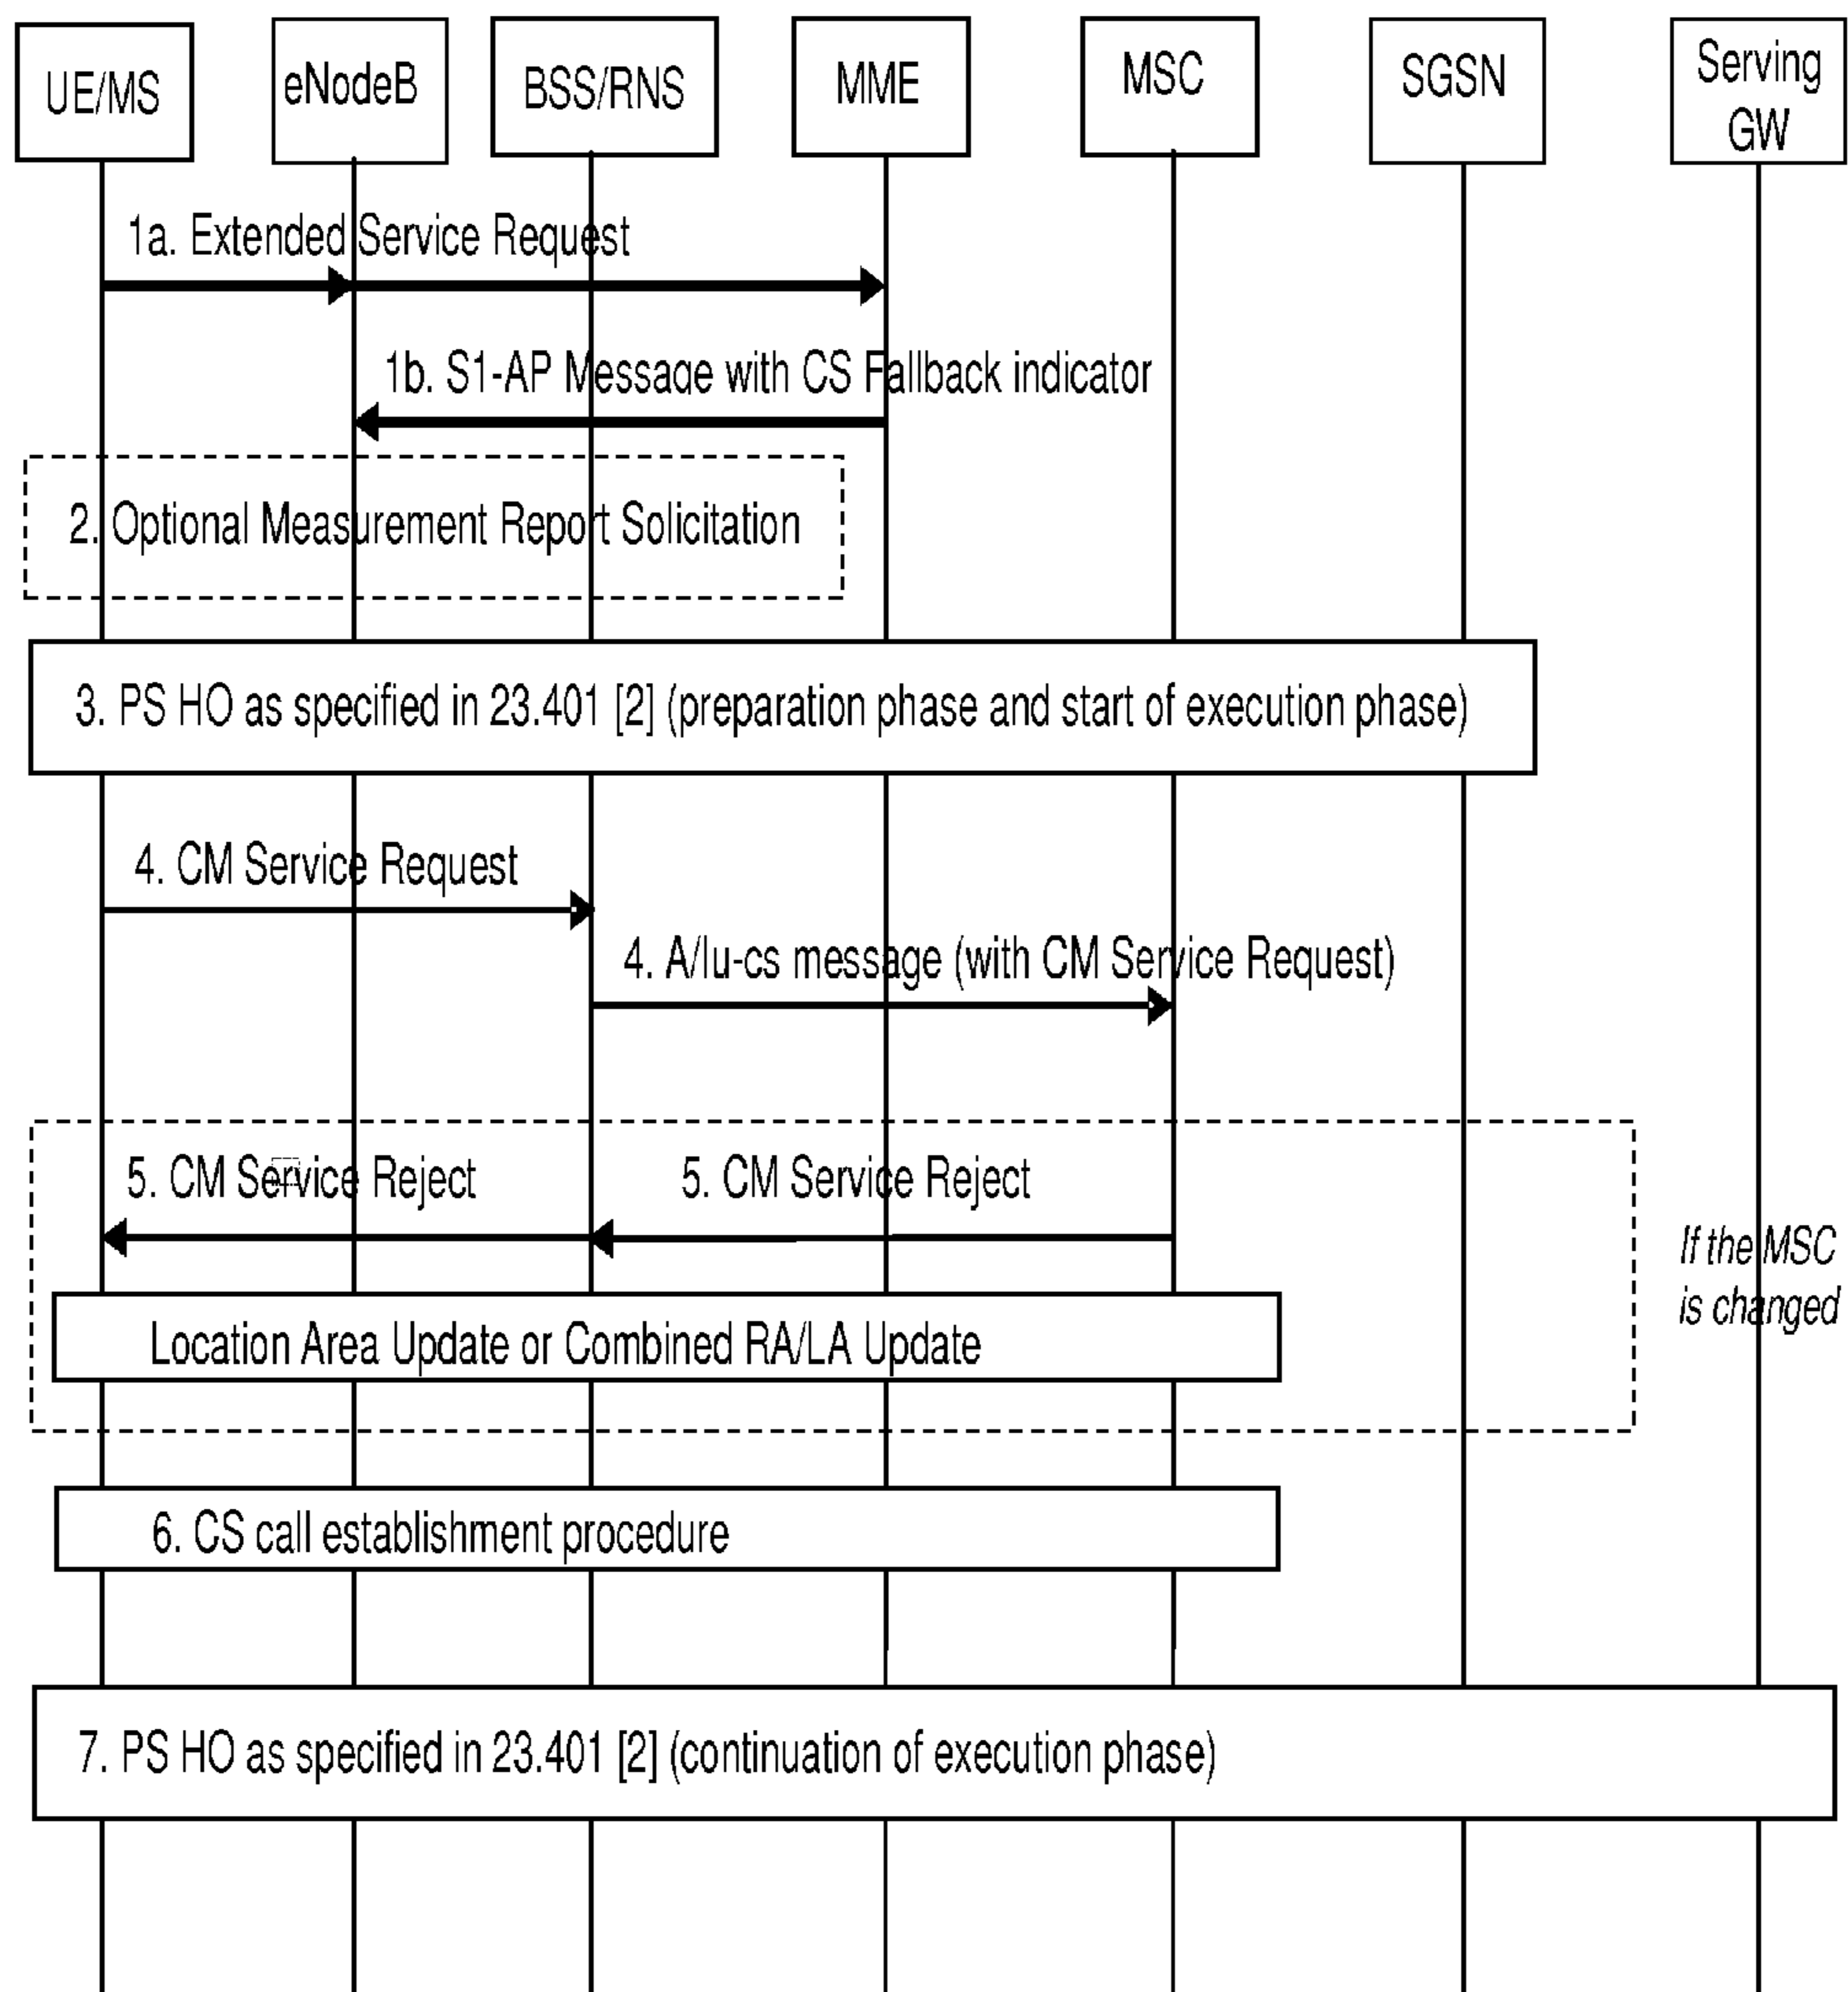 UE/MS
eNodeB
BSS/RNS
MME
MSC
SGSN
Serving
GW
1a. Extended Service Request
1b. S1-AP Message with CS Fallback indicator
2. Optional Measurement Report Solicitation
3. PS HO as specified in 23.401 [2] (preparation phase and start of execution phase)
4. CM Service Request
4. A/Iu-cs message (with CM Service Request)
5. CM Service Reject
5. CM Service Reject
If the MSC
is changed
Location Area Update or Combined RA/LA Update
6. CS call establishment procedure
7. PS HO as specified in 23.401 [2] (continuation of execution phase)